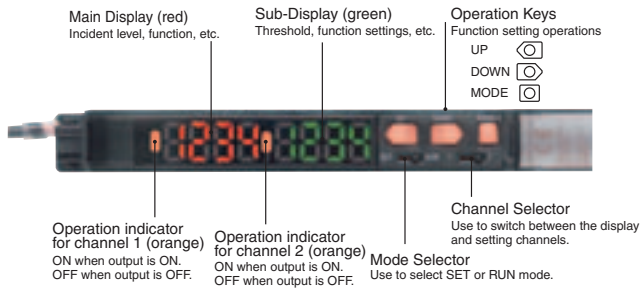 Main Display (red)
Incident level, function, etc.
Sub-Display (green)
Threshold, function settings, etc.
Operation Keys
Function setting operations
UP
DOWN
MODE
1234
1234
Operation indicator
for channel 1 (orange)
ON when output is ON.
OFF when output is OFF.
Operation indicator
for channel 2 (orange)
ON when output is ON.
OFF when output is OFF.
Mode Selector
Use to select SET or RUN mode.
Channel Selector
Use to switch between the display
and setting channels.